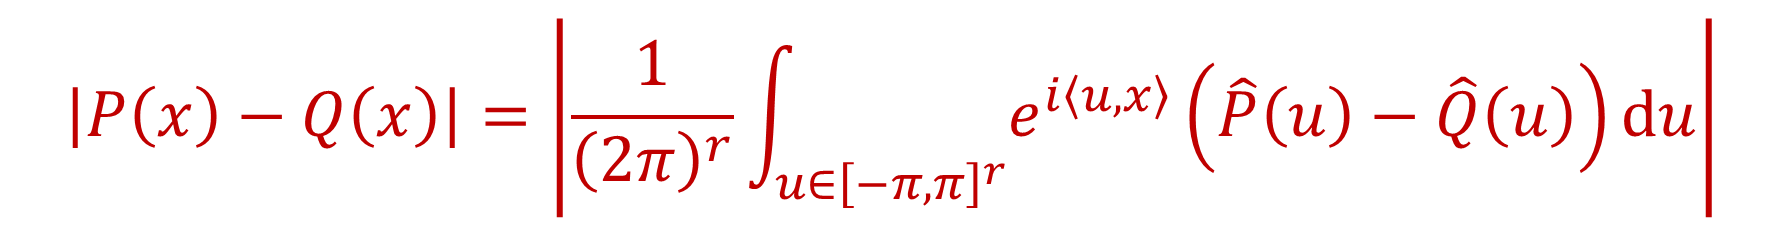 |P(x) − Q(x)| = |1/(2π)^r ∫_{u∈[−π,π]^r} e^{i⟨u,x⟩} (P̂(u) − Q̂(u)) du|